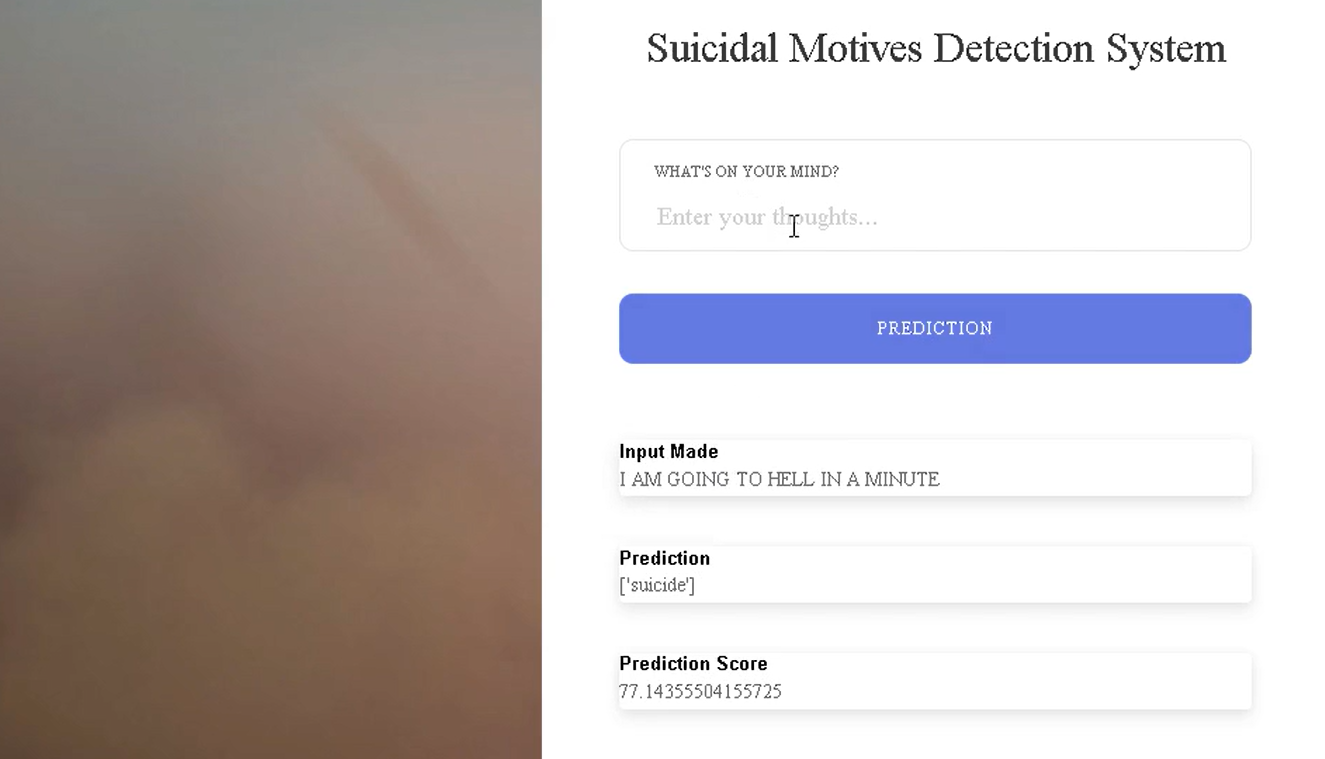 Suicidal Motives Detection System
WHAT'S ON YOUR MIND?
Enter your thoughts...
PREDICTION
Input Made
I AM GOING TO HELL IN A MINUTE
Prediction
['suicide']
Prediction Score
77.14355504155725